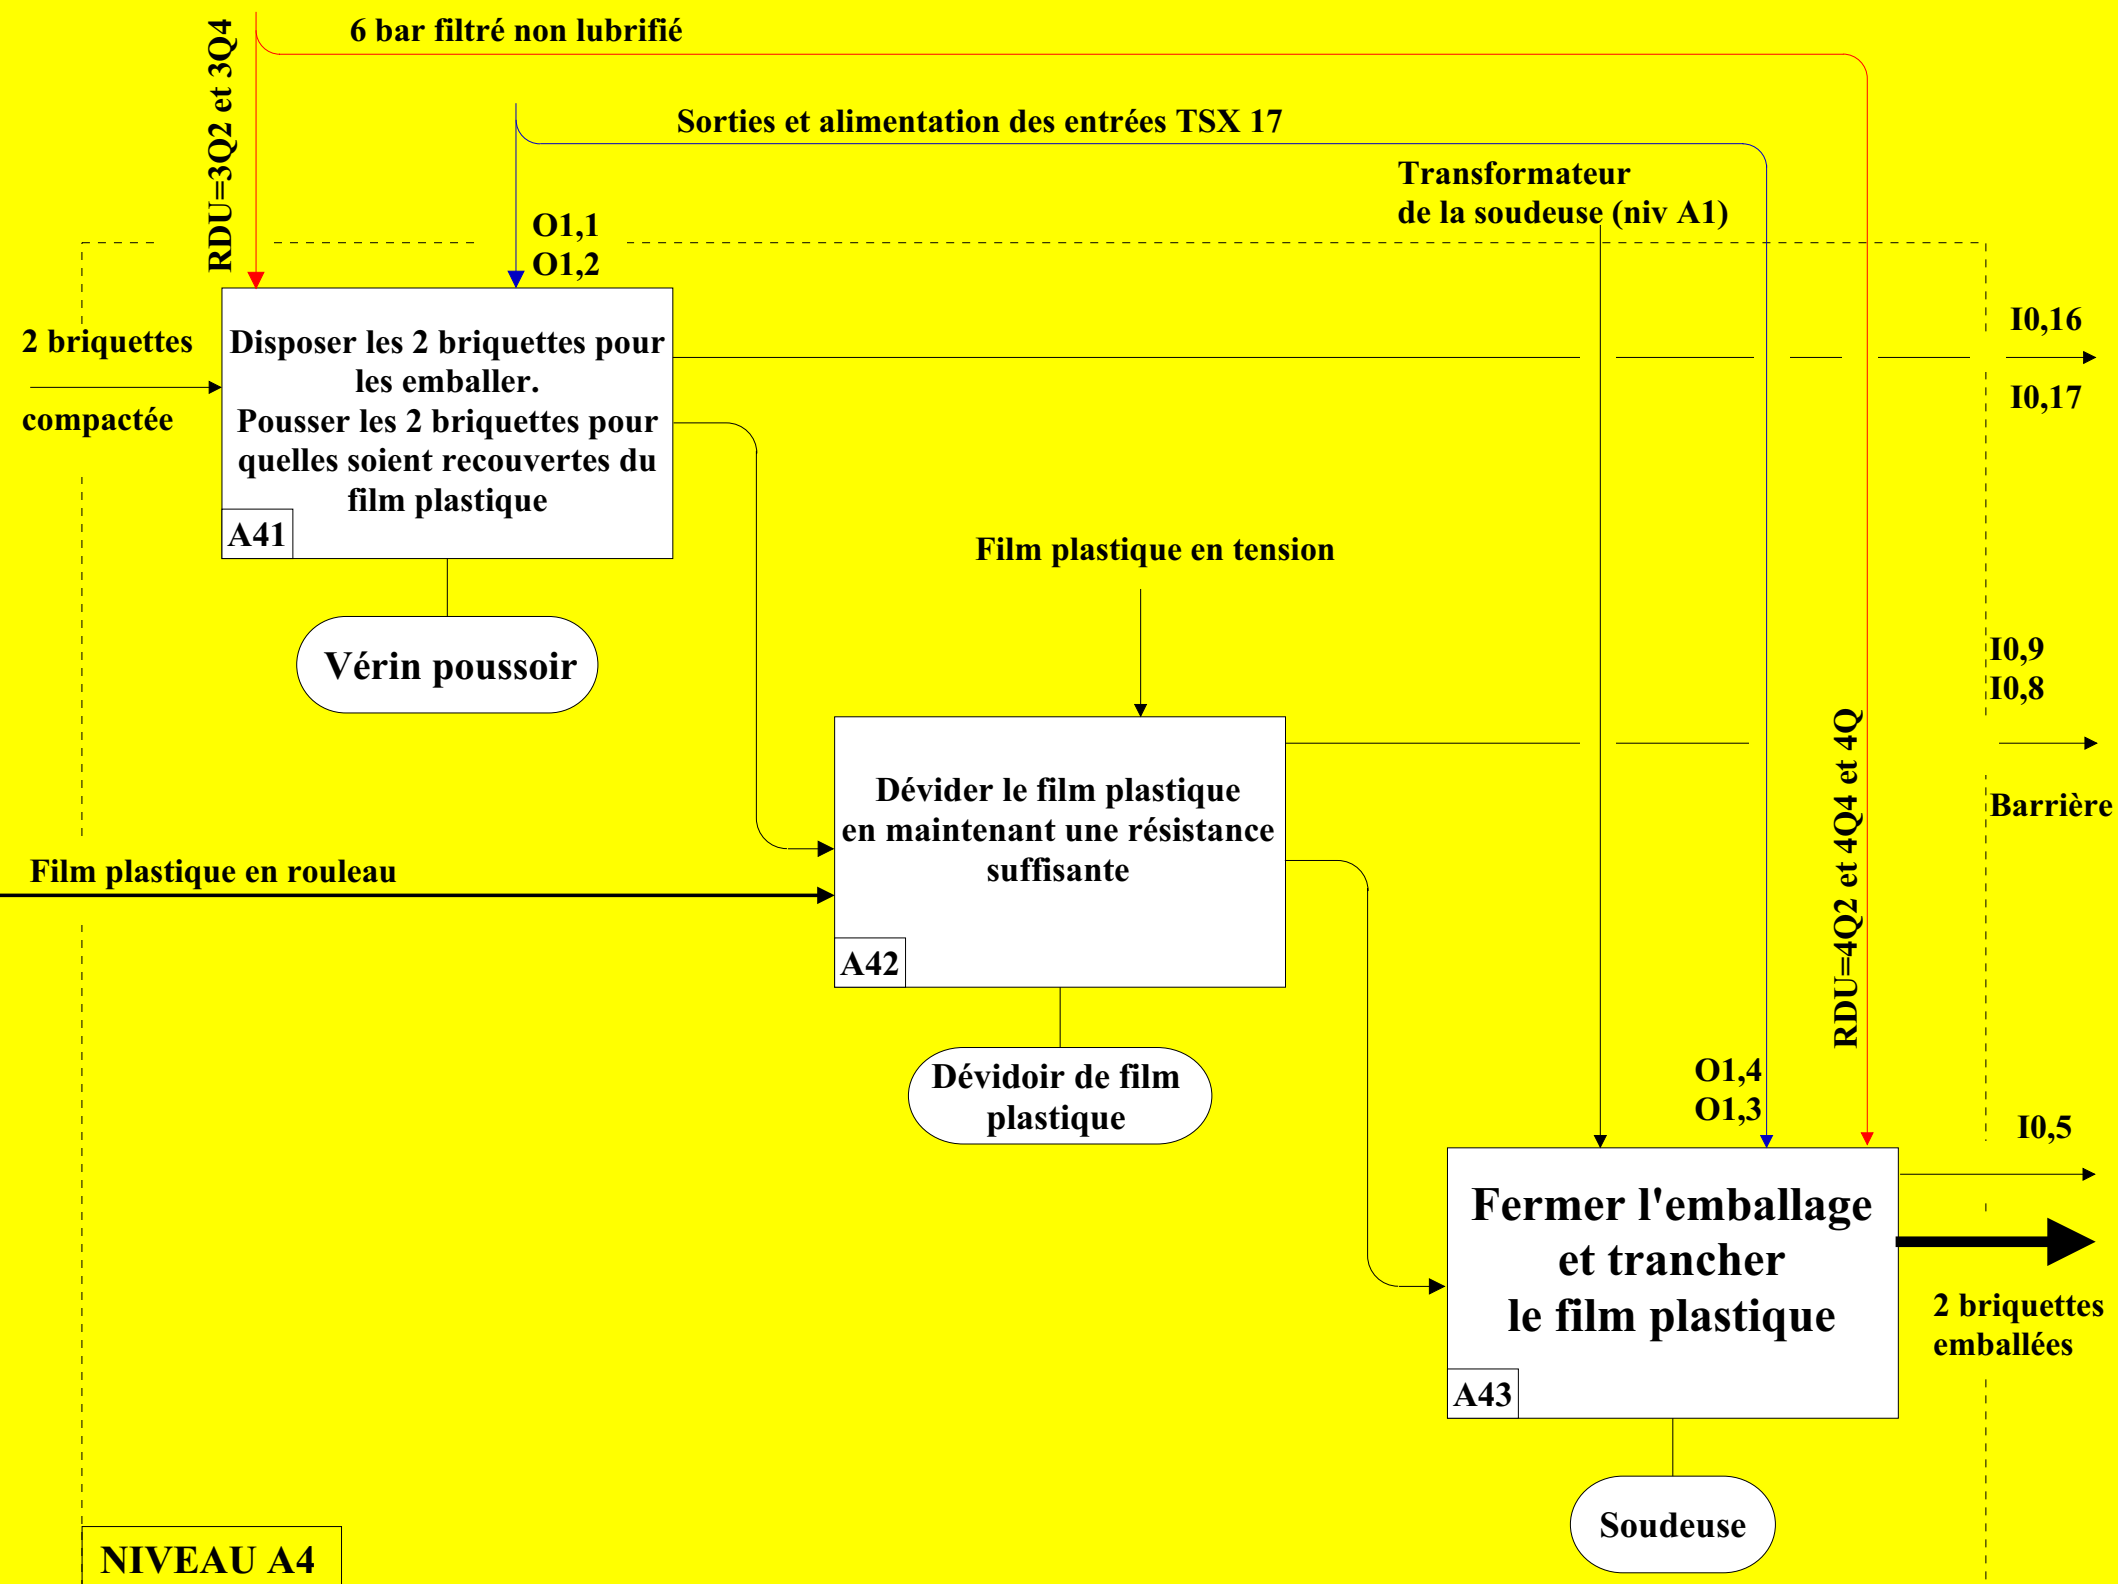 6 bar filtré non lubrifié
RDU=3Q2 et 3Q4
Sorties et alimentation des entrées TSX 17
Transformateur
de la soudeuse (niv A1)
O1,1
O1,2
2 briquettes
compactée
Disposer les 2 briquettes pour
les emballer.
Pousser les 2 briquettes pour
quelles soient recouvertes du
film plastique
A41
Vérin poussoir
I0,16
I0,17
Film plastique en tension
I0,9
I0,8
Barrière
Film plastique en rouleau
Dévider le film plastique
en maintenant une résistance
suffisante
A42
Dévidoir de film
plastique
RDU=4Q2 et 4Q4 et 4Q
O1,4
O1,3
I0,5
Fermer l'emballage
et trancher
le film plastique
A43
2 briquettes
emballées
Soudeuse
NIVEAU A4